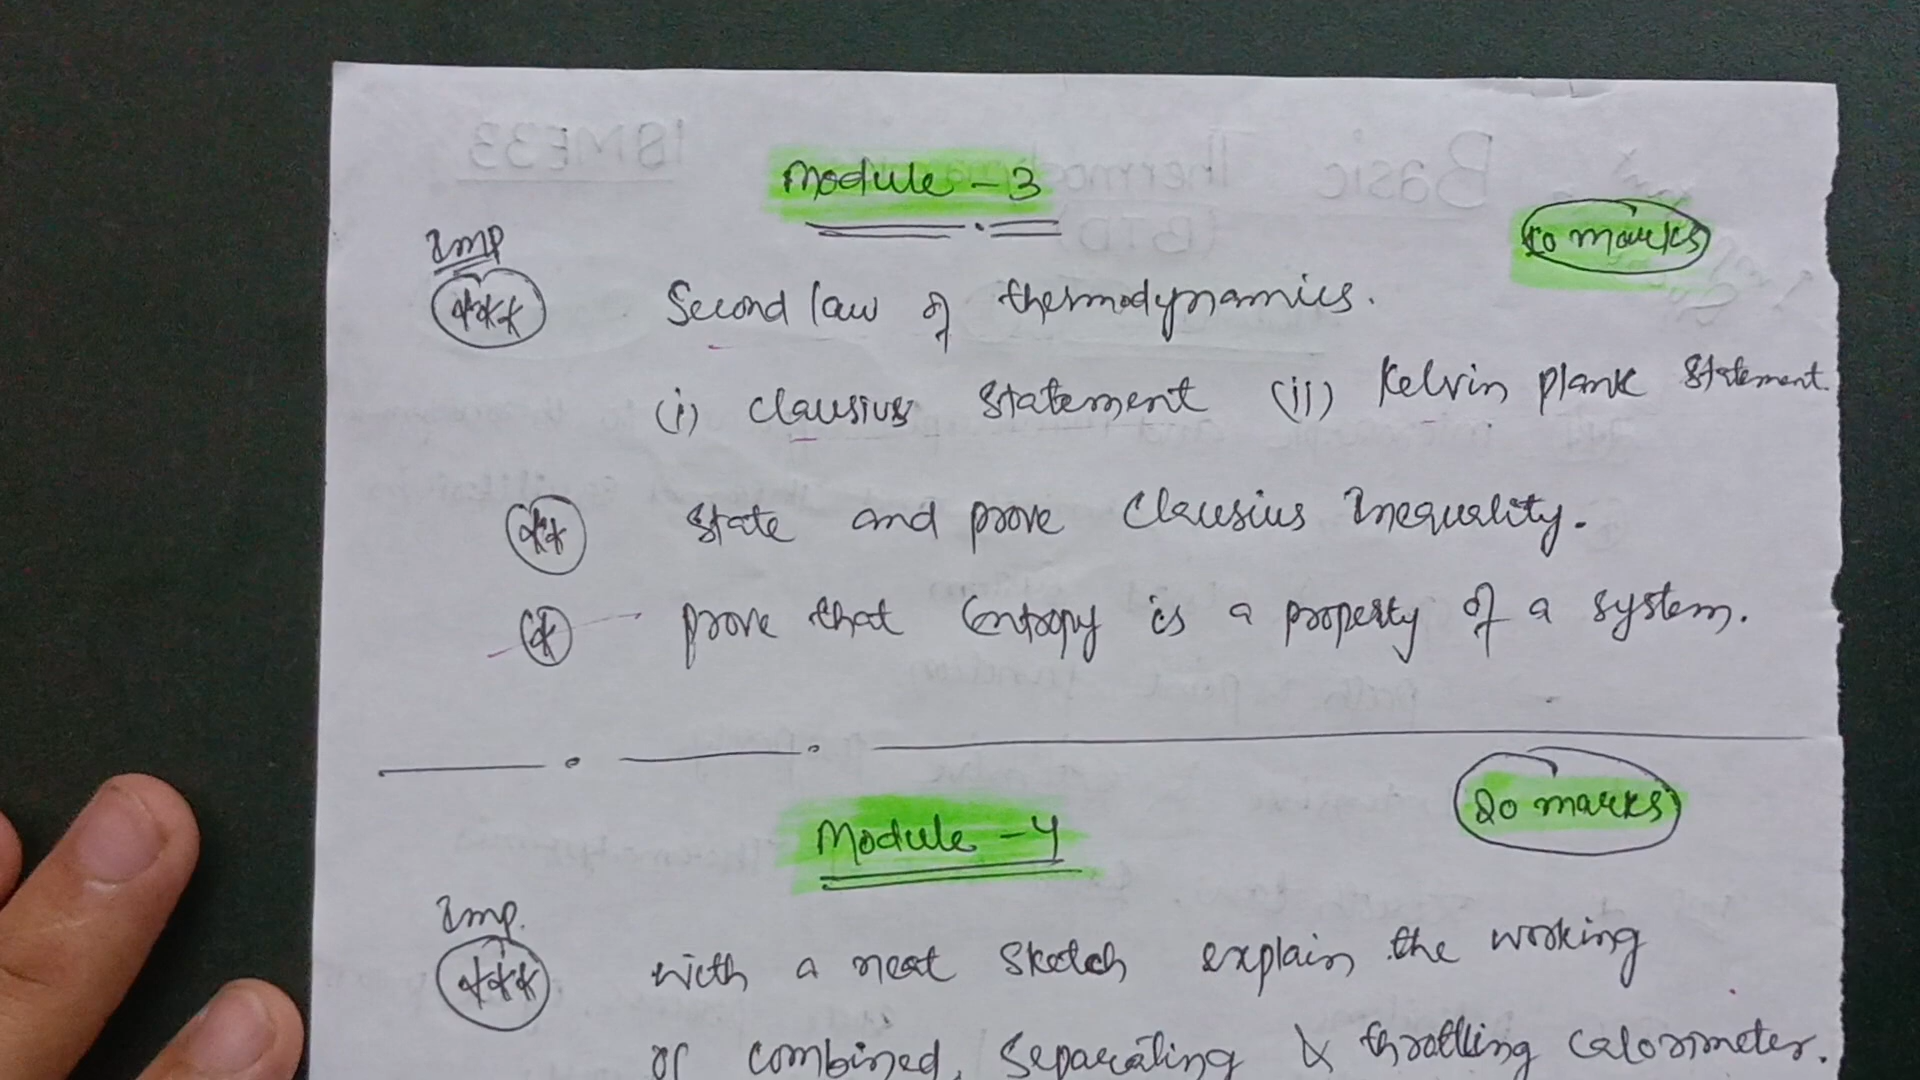 Module - 3
10 marks
Imp
*** Second law of thermodynamics.
(i) Clausius Statement (ii) Kelvin plank Statement.
** State and prove Clausius Inequality.
* prove that Entropy is a property of a system.
Module - 4
20 marks
Imp.
*** with a neat Sketch explain the working
of combined, Separating & throttling Calorimeter.